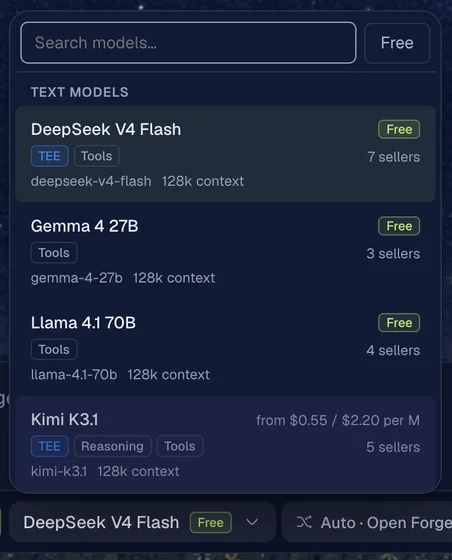 Search models...
Free
TEXT MODELS
DeepSeek V4 Flash Free
TEE Tools 7 sellers
deepseek-v4-flash 128k context
Gemma 4 27B Free
Tools 3 sellers
gemma-4-27b 128k context
Llama 4.1 70B Free
Tools 4 sellers
llama-4.1-70b 128k context
Kimi K3.1 from $0.55 / $2.20 per M
TEE Reasoning Tools 5 sellers
kimi-k3.1 128k context
DeepSeek V4 Flash Free Auto · Open Forge